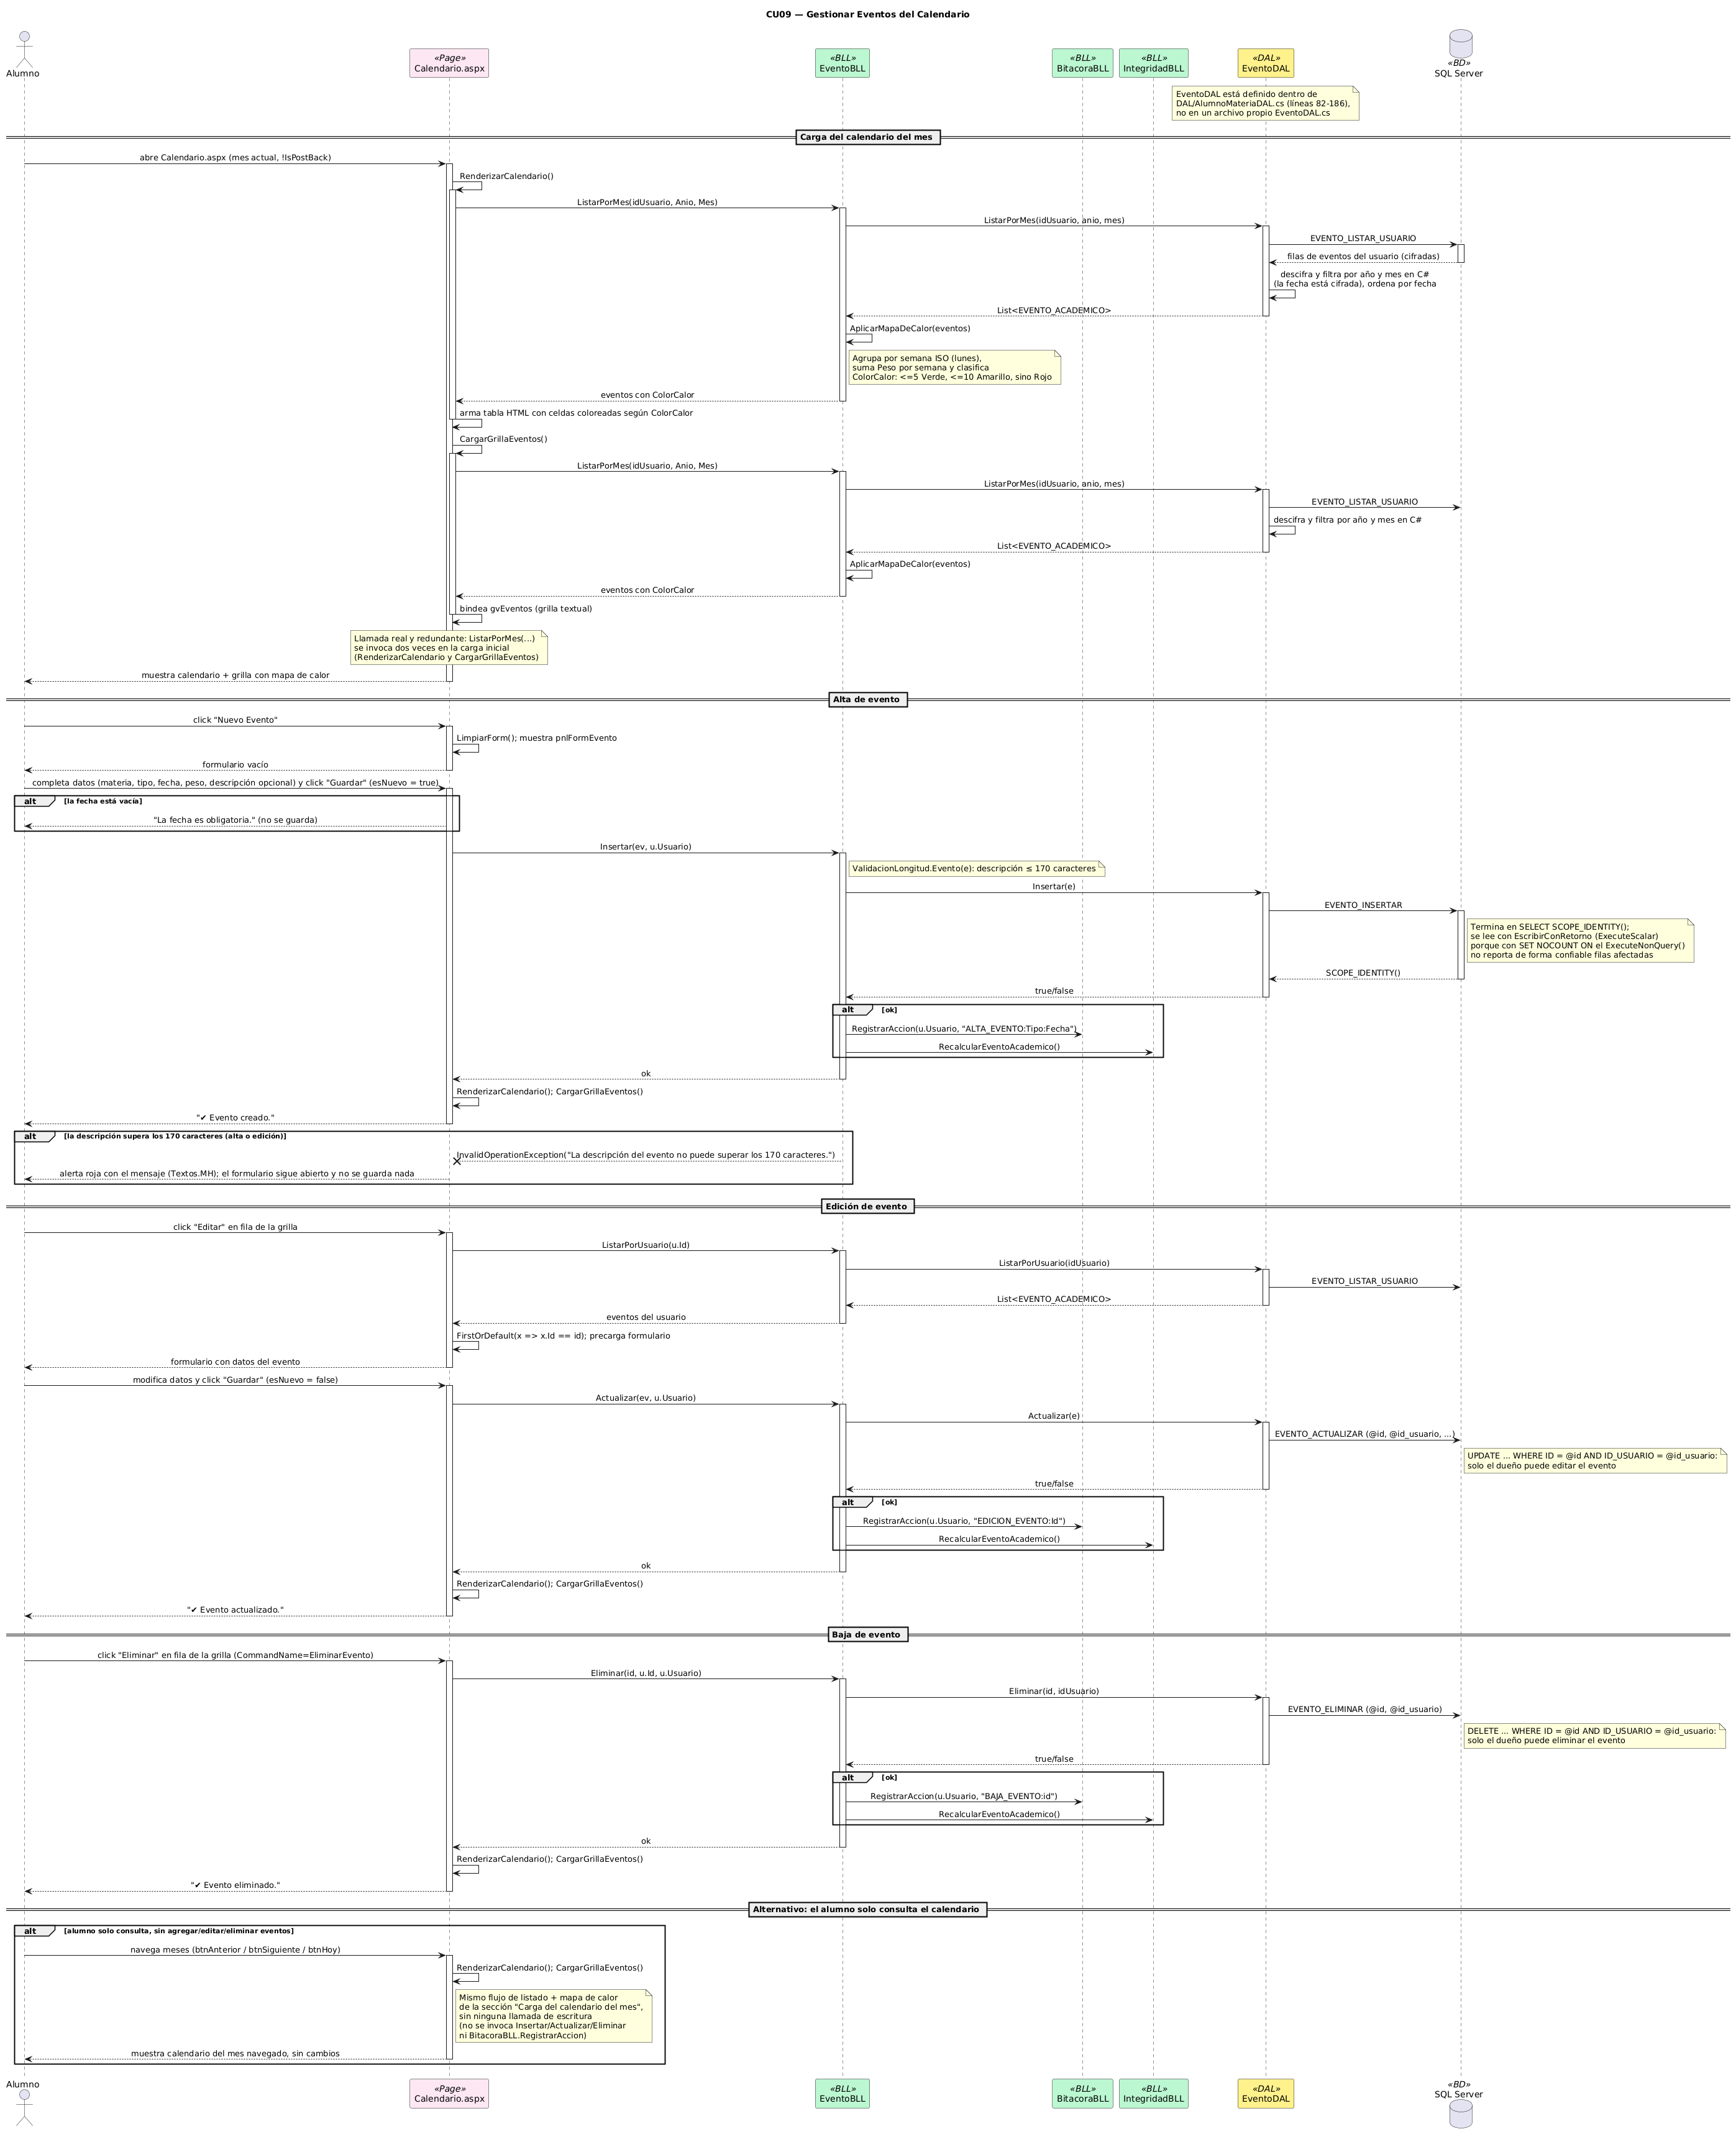 CU09 — Gestionar Eventos del Calendario
Alumno
«Page»
Calendario.aspx
«BLL»
EventoBLL
«BLL»
BitacoraBLL
«BLL»
IntegridadBLL
«DAL»
EventoDAL
«BD»
SQL Server
EventoDAL está definido dentro de
DAL/AlumnoMateriaDAL.cs (líneas 82-186),
no en un archivo propio EventoDAL.cs
Carga del calendario del mes
abre Calendario.aspx (mes actual, !IsPostBack)
RenderizarCalendario()
ListarPorMes(idUsuario, Anio, Mes)
ListarPorMes(idUsuario, anio, mes)
EVENTO_LISTAR_USUARIO
filas de eventos del usuario (cifradas)
descifra y filtra por año y mes en C#
(la fecha está cifrada), ordena por fecha
List<EVENTO_ACADEMICO>
AplicarMapaDeCalor(eventos)
Agrupa por semana ISO (lunes),
suma Peso por semana y clasifica
ColorCalor: <=5 Verde, <=10 Amarillo, sino Rojo
eventos con ColorCalor
arma tabla HTML con celdas coloreadas según ColorCalor
CargarGrillaEventos()
ListarPorMes(idUsuario, Anio, Mes)
ListarPorMes(idUsuario, anio, mes)
EVENTO_LISTAR_USUARIO
descifra y filtra por año y mes en C#
List<EVENTO_ACADEMICO>
AplicarMapaDeCalor(eventos)
eventos con ColorCalor
bindea gvEventos (grilla textual)
Llamada real y redundante: ListarPorMes(...)
se invoca dos veces en la carga inicial
(RenderizarCalendario y CargarGrillaEventos)
muestra calendario + grilla con mapa de calor
Alta de evento
click "Nuevo Evento"
LimpiarForm(); muestra pnlFormEvento
formulario vacío
completa datos (materia, tipo, fecha, peso, descripción opcional) y click "Guardar" (esNuevo = true)
alt [la fecha está vacía]
"La fecha es obligatoria." (no se guarda)
Insertar(ev, u.Usuario)
ValidacionLongitud.Evento(e): descripción ≤ 170 caracteres
Insertar(e)
EVENTO_INSERTAR
Termina en SELECT SCOPE_IDENTITY();
se lee con EscribirConRetorno (ExecuteScalar)
porque con SET NOCOUNT ON el ExecuteNonQuery()
no reporta de forma confiable filas afectadas
SCOPE_IDENTITY()
true/false
alt [ok]
RegistrarAccion(u.Usuario, "ALTA_EVENTO:Tipo:Fecha")
RecalcularEventoAcademico()
ok
RenderizarCalendario(); CargarGrillaEventos()
"✔ Evento creado."
alt [la descripción supera los 170 caracteres (alta o edición)]
InvalidOperationException("La descripción del evento no puede superar los 170 caracteres.")
alerta roja con el mensaje (Textos.MH); el formulario sigue abierto y no se guarda nada
Edición de evento
click "Editar" en fila de la grilla
ListarPorUsuario(u.Id)
ListarPorUsuario(idUsuario)
EVENTO_LISTAR_USUARIO
List<EVENTO_ACADEMICO>
eventos del usuario
FirstOrDefault(x => x.Id == id); precarga formulario
formulario con datos del evento
modifica datos y click "Guardar" (esNuevo = false)
Actualizar(ev, u.Usuario)
Actualizar(e)
EVENTO_ACTUALIZAR (@id, @id_usuario, ...)
UPDATE ... WHERE ID = @id AND ID_USUARIO = @id_usuario:
solo el dueño puede editar el evento
true/false
alt [ok]
RegistrarAccion(u.Usuario, "EDICION_EVENTO:Id")
RecalcularEventoAcademico()
ok
RenderizarCalendario(); CargarGrillaEventos()
"✔ Evento actualizado."
Baja de evento
click "Eliminar" en fila de la grilla (CommandName=EliminarEvento)
Eliminar(id, u.Id, u.Usuario)
Eliminar(id, idUsuario)
EVENTO_ELIMINAR (@id, @id_usuario)
DELETE ... WHERE ID = @id AND ID_USUARIO = @id_usuario:
solo el dueño puede eliminar el evento
true/false
alt [ok]
RegistrarAccion(u.Usuario, "BAJA_EVENTO:id")
RecalcularEventoAcademico()
ok
RenderizarCalendario(); CargarGrillaEventos()
"✔ Evento eliminado."
Alternativo: el alumno solo consulta el calendario
alt [alumno solo consulta, sin agregar/editar/eliminar eventos]
navega meses (btnAnterior / btnSiguiente / btnHoy)
RenderizarCalendario(); CargarGrillaEventos()
Mismo flujo de listado + mapa de calor
de la sección "Carga del calendario del mes",
sin ninguna llamada de escritura
(no se invoca Insertar/Actualizar/Eliminar
ni BitacoraBLL.RegistrarAccion)
muestra calendario del mes navegado, sin cambios
Alumno
«Page»
Calendario.aspx
«BLL»
EventoBLL
«BLL»
BitacoraBLL
«BLL»
IntegridadBLL
«DAL»
EventoDAL
«BD»
SQL Server